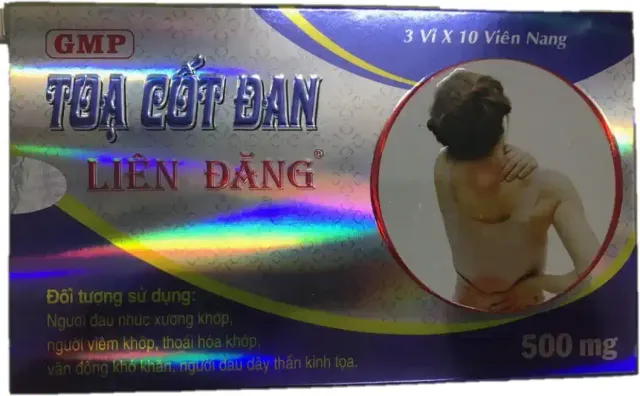 GMP
3 Vỉ X 10 Viên Nang
TOẠ CỐT ĐAN
LIÊN ĐĂNG®
Đối tượng sử dụng:
Người đau nhức xương khớp,
người viêm khớp, thoái hóa khớp,
vận động khó khăn, người đau dây thần kinh tọa.
500 mg